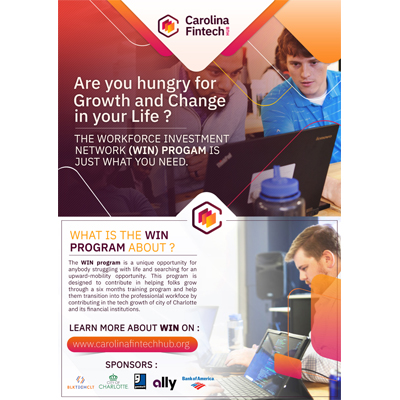 Carolina
Fintech HUB
Are you hungry for
Growth and Change
in your Life ?
THE WORKFORCE INVESTMENT
NETWORK (WIN) PROGAM IS
JUST WHAT YOU NEED.
WHAT IS THE WIN
PROGRAM ABOUT ?
The WIN program is a unique opportunity for
anybody struggling with life and searching for an
upward-mobility opportunity. This program is
designed to contribute in helping folks grow
through a six months training program and help
them transition into the professionlal workface by
contributing in the tech growth of city of Charlotte
and its financial institutions.
LEARN MORE ABOUT WIN ON :
www.carolinafintechhub.org
SPONSORS :
CITY OF
CHARLOTTE
ally
Bank of America